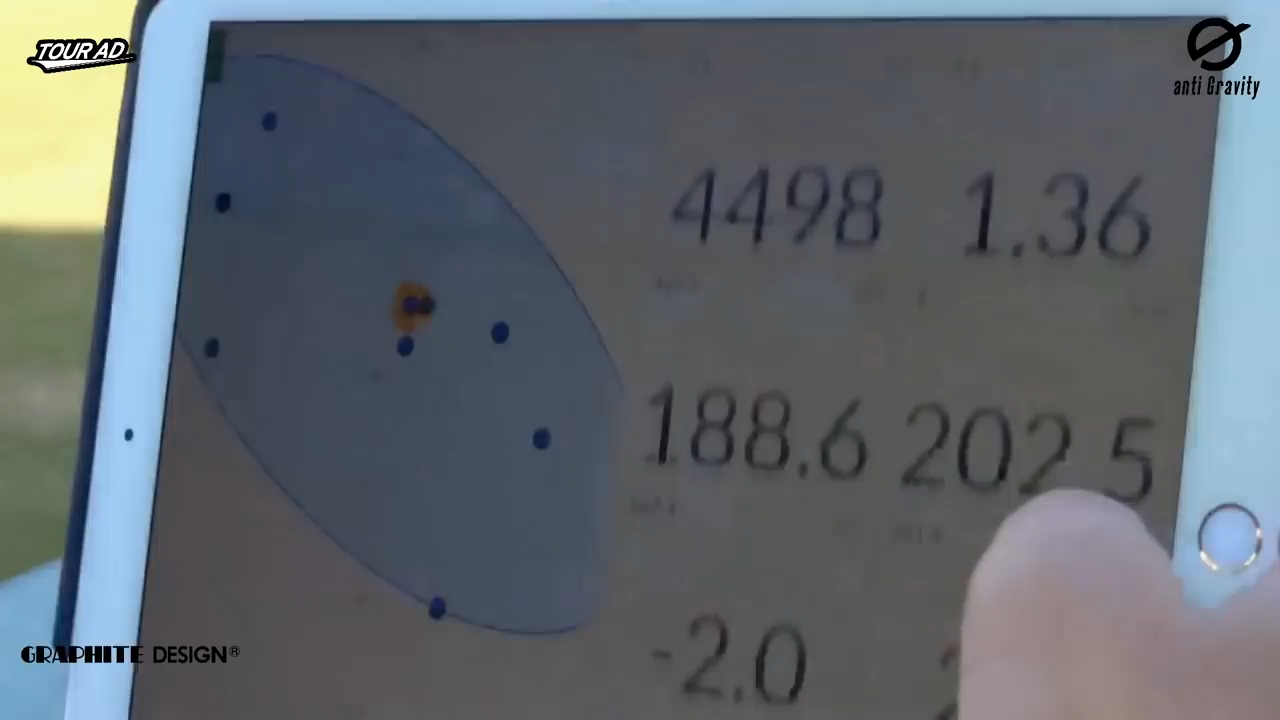 TOUR AD
anti Gravity
4498 1.36
188.6 202.5
-2.0
GRAPHITE DESIGN®